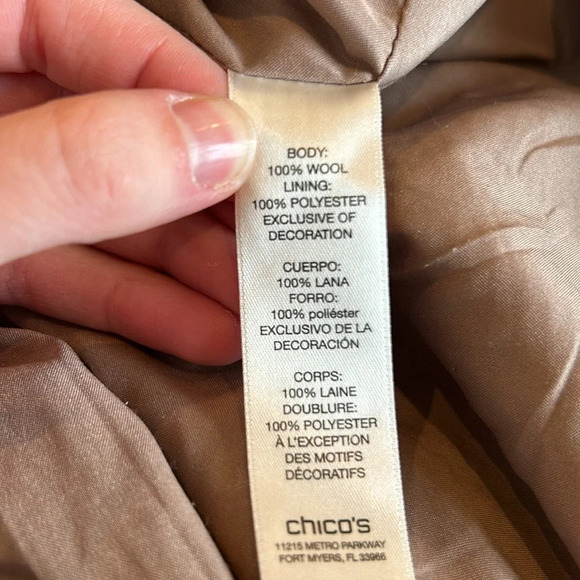 BODY:
100% WOOL
LINING:
100% POLYESTER
EXCLUSIVE OF
DECORATION
CUERPO:
100% LANA
FORRO:
100% poliéster
EXCLUSIVO DE LA
DECORACIÓN
CORPS:
100% LAINE
DOUBLURE:
100% POLYESTER
À L'EXCEPTION
DES MOTIFS
DÉCORATIFS
chico's
11215 METRO PARKWAY
FORT MYERS, FL 33966